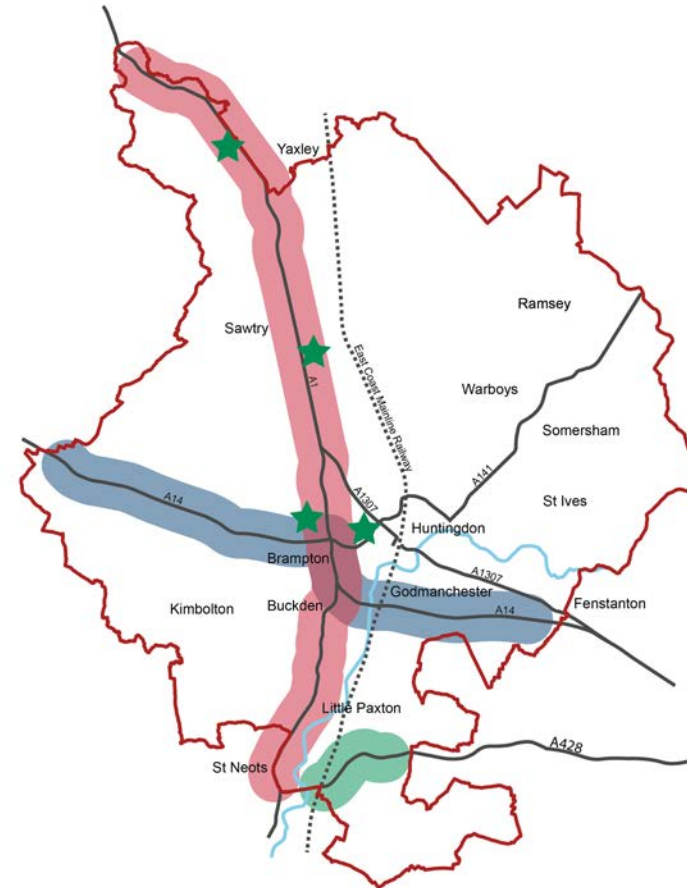 Yaxley
Ramsey
Sawtry
East Coast Mainline Railway
A1
Warboys
Somersham
A141
A14
A1307
St Ives
Huntingdon
Brampton
A1307
Godmanchester
Kimbolton
Buckden
Fenstanton
A14
Little Paxton
A428
St Neots